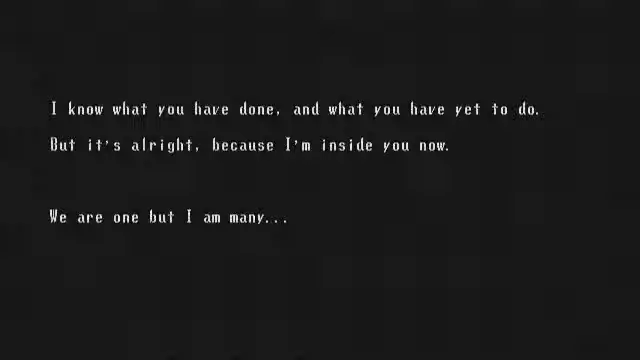 I know what you have done, and what you have yet to do.
But it's alright, because I'm inside you now.
We are one but I am many...